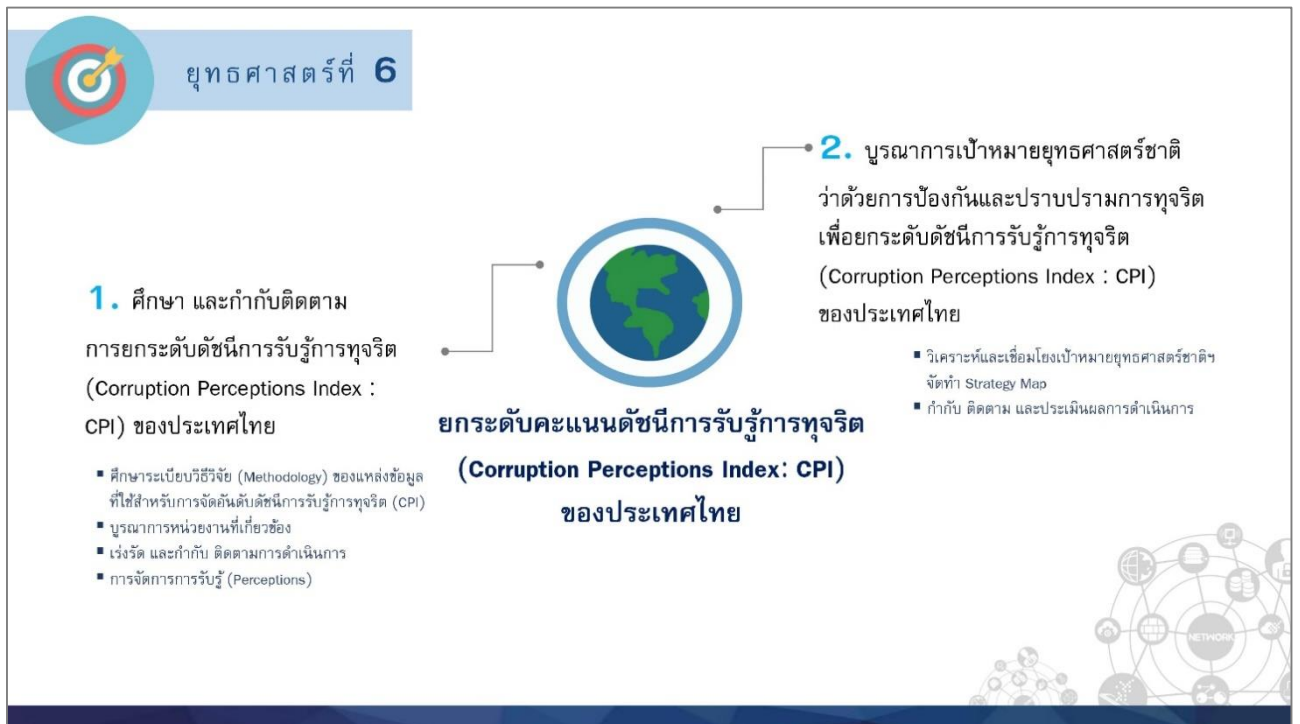 ยุทธศาสตร์ที่ 6
1. ศึกษา และกำกับติดตาม
การยกระดับดัชนีการรับรู้การทุจริต
(Corruption Perceptions Index :
CPI) ของประเทศไทย
■ ศึกษาระเบียบวิธีวิจัย (Methodology) ของแหล่งข้อมูล
ที่ใช้สำหรับการจัดอันดับดัชนีการรับรู้การทุจริต (CPI)
■ บูรณาการหน่วยงานที่เกี่ยวข้อง
■ เร่งรัด และกำกับ ติดตามการดำเนินการ
■ การจัดการการรับรู้ (Perceptions)
ยกระดับคะแนนดัชนีการรับรู้การทุจริต
(Corruption Perceptions Index: CPI)
ของประเทศไทย
2. บูรณาการเป้าหมายยุทธศาสตร์ชาติ
ว่าด้วยการป้องกันและปราบปรามการทุจริต
เพื่อยกระดับดัชนีการรับรู้การทุจริต
(Corruption Perceptions Index : CPI)
ของประเทศไทย
■ วิเคราะห์และเชื่อมโยงเป้าหมายยุทธศาสตร์ชาติฯ
จัดทำ Strategy Map
■ กำกับ ติดตาม และประเมินผลการดำเนินการ
NETWORK